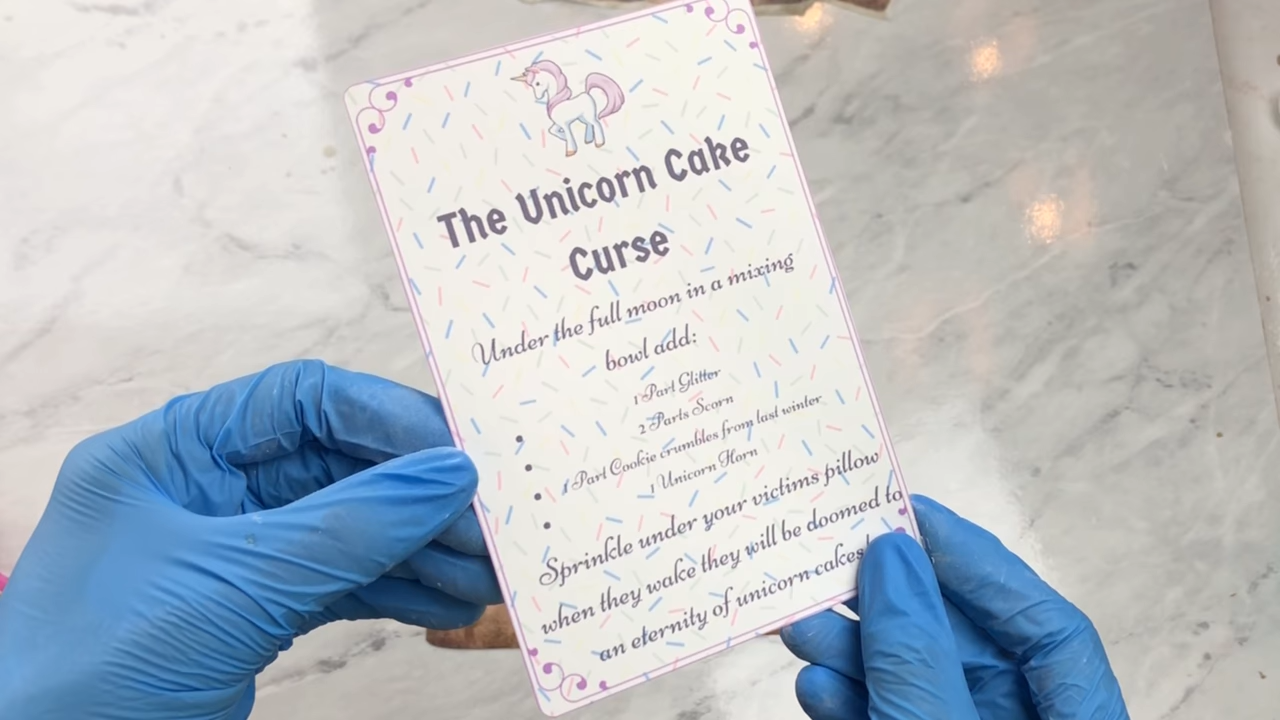 The Unicorn Cake
Curse
Under the full moon in a mixing
bowl add:
1 Part Glitter
2 Parts Scorn
1 Part Cookie crumbles from last winter
1 Unicorn Horn
Sprinkle under your victims pillow
when they wake they will be doomed to
an eternity of unicorn cakes!